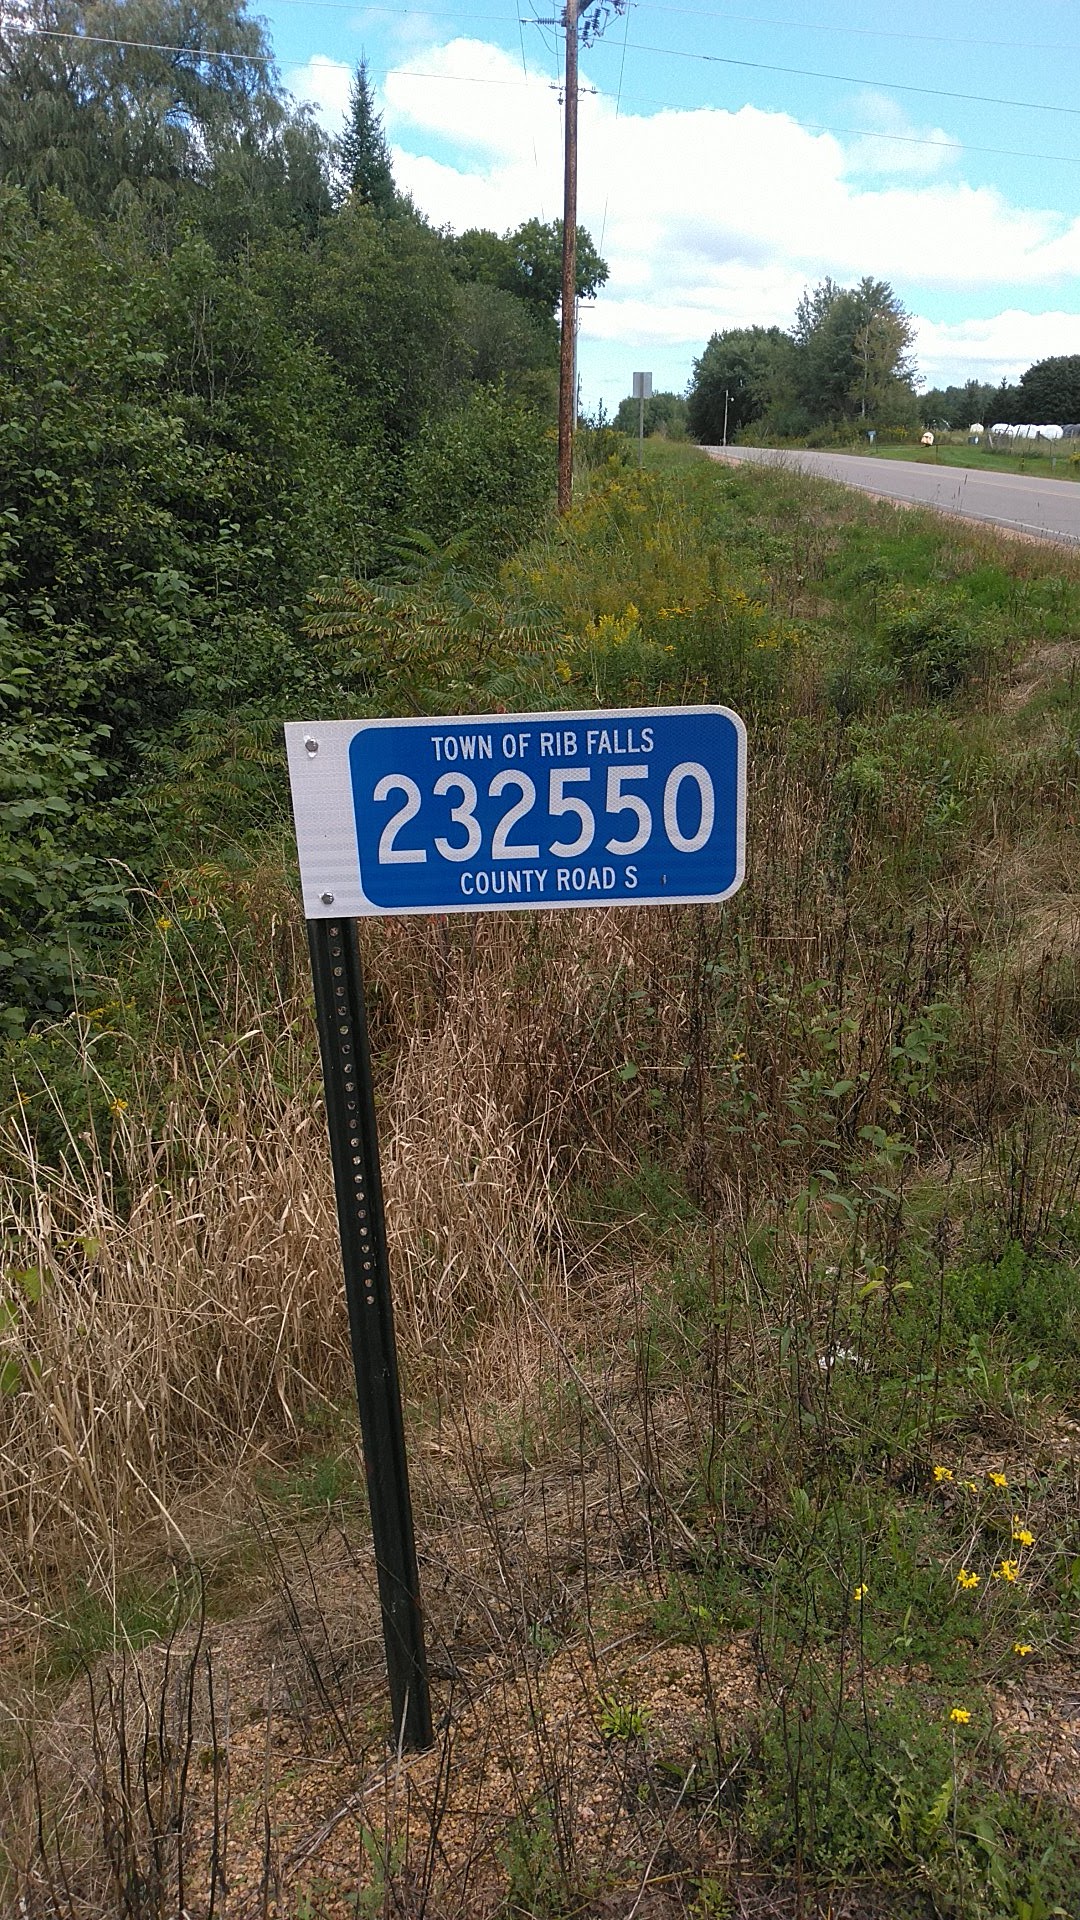 TOWN OF RIB FALLS
232550
COUNTY ROAD S